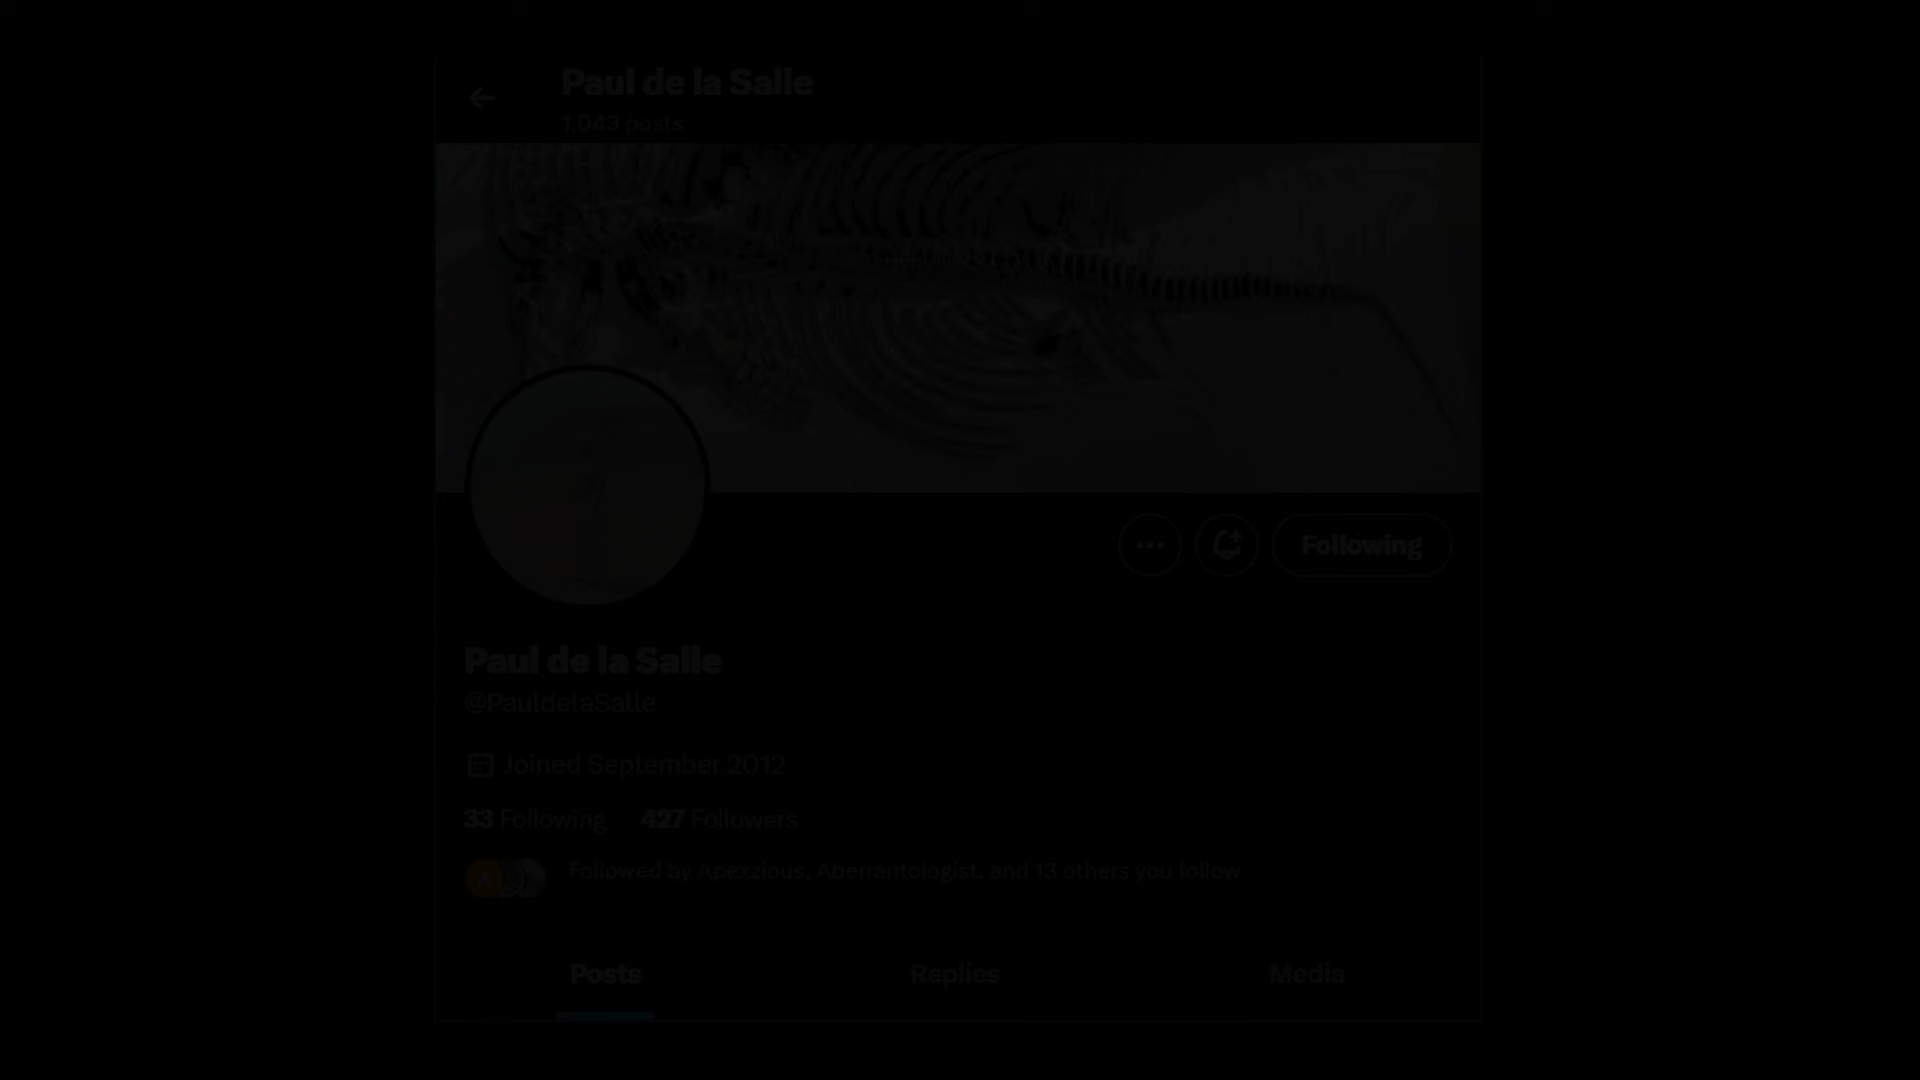 Paul de la Salle
1,043 posts
Following
Paul de la Salle
@PauldelaSalle
Joined September 2012
33 Following 427 Followers
Followed by Apexzious, Aberrantologist, and 13 others you follow
Posts Replies Media